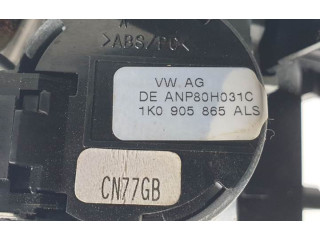 >ABS/PC<
VW AG
DE ANP80H031C
1K0 905 865 ALS
CN77GB